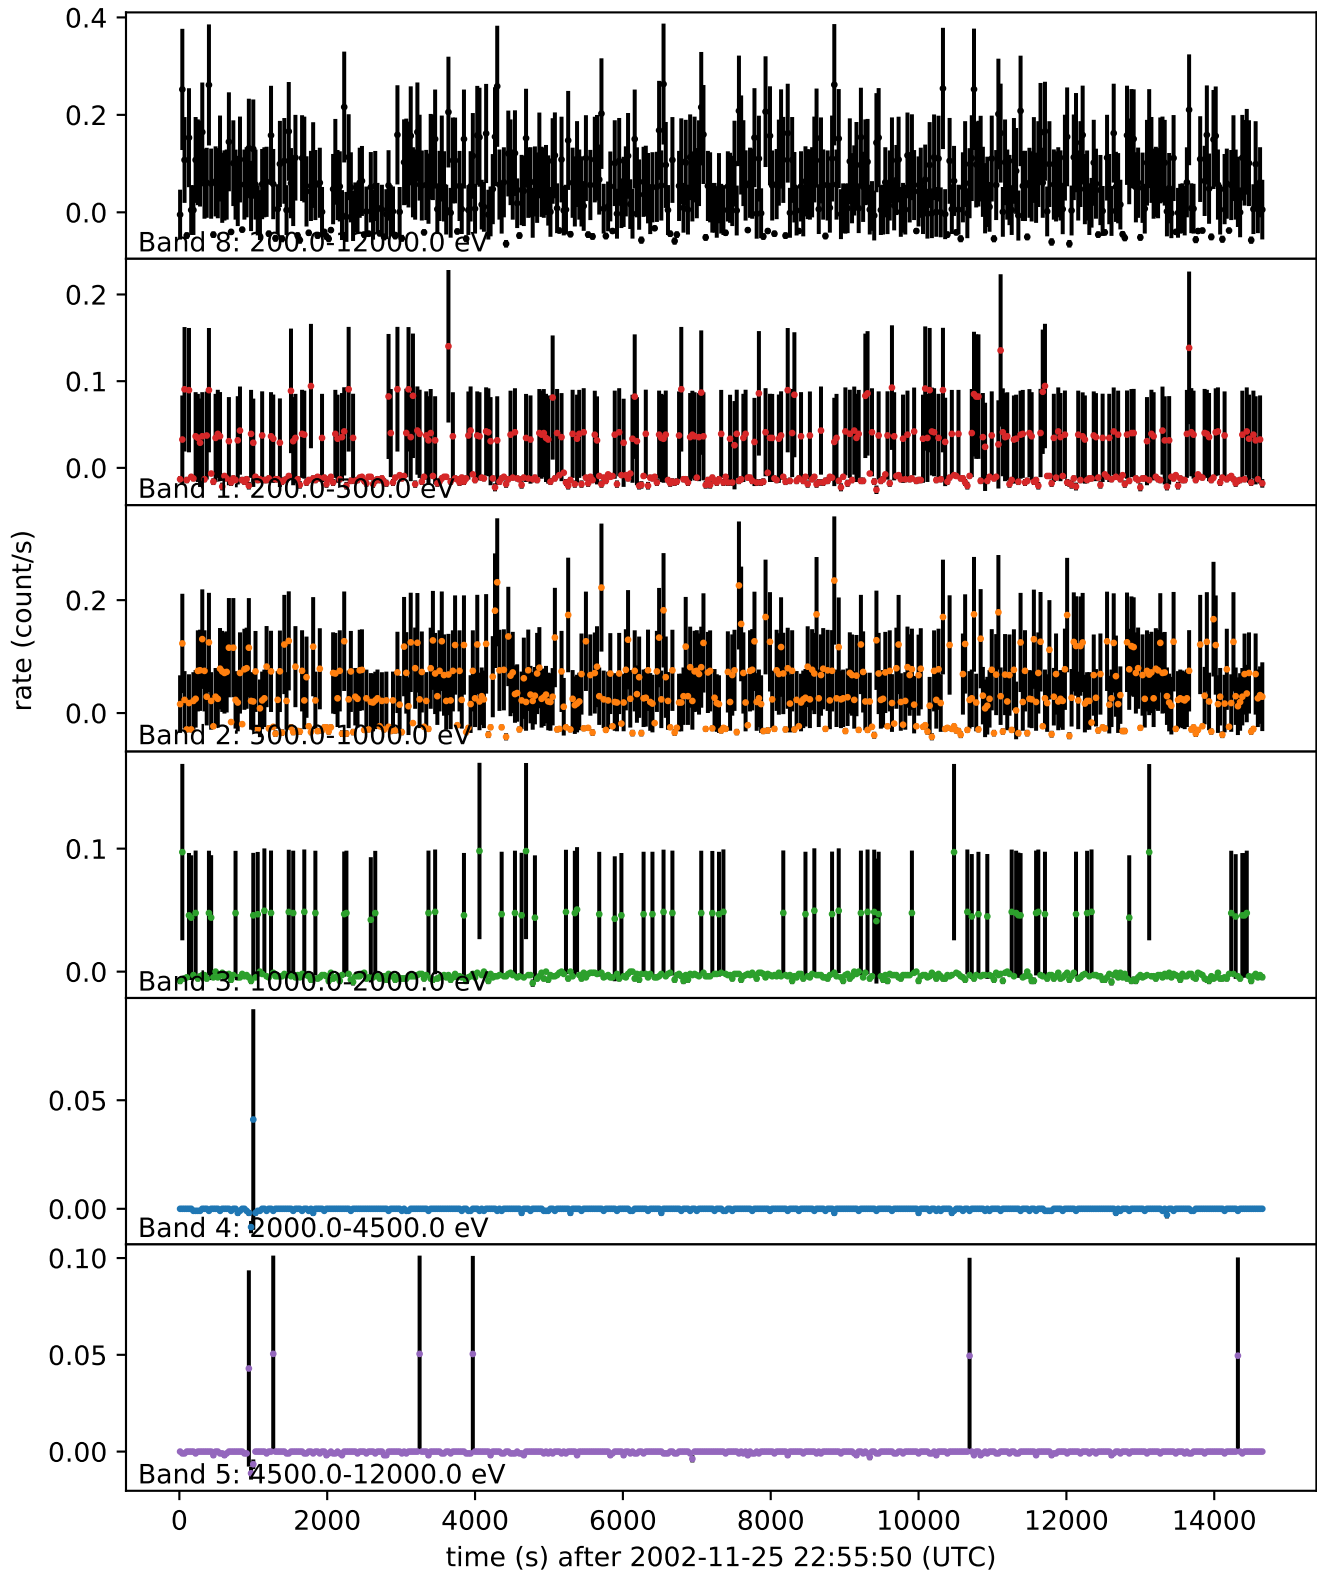 0.4
0.2
0.0
Band 8: 200.0-12000.0 eV
0.2
0.1
0.0
Band 1: 200.0-500.0 eV
rate (count/s)
0.2
0.0
Band 2: 500.0-1000.0 eV
0.1
0.0
Band 3: 1000.0-2000.0 eV
0.05
0.00
Band 4: 2000.0-4500.0 eV
0.10
0.05
0.00
Band 5: 4500.0-12000.0 eV
0 2000 4000 6000 8000 10000 12000 14000
time (s) after 2002-11-25 22:55:50 (UTC)